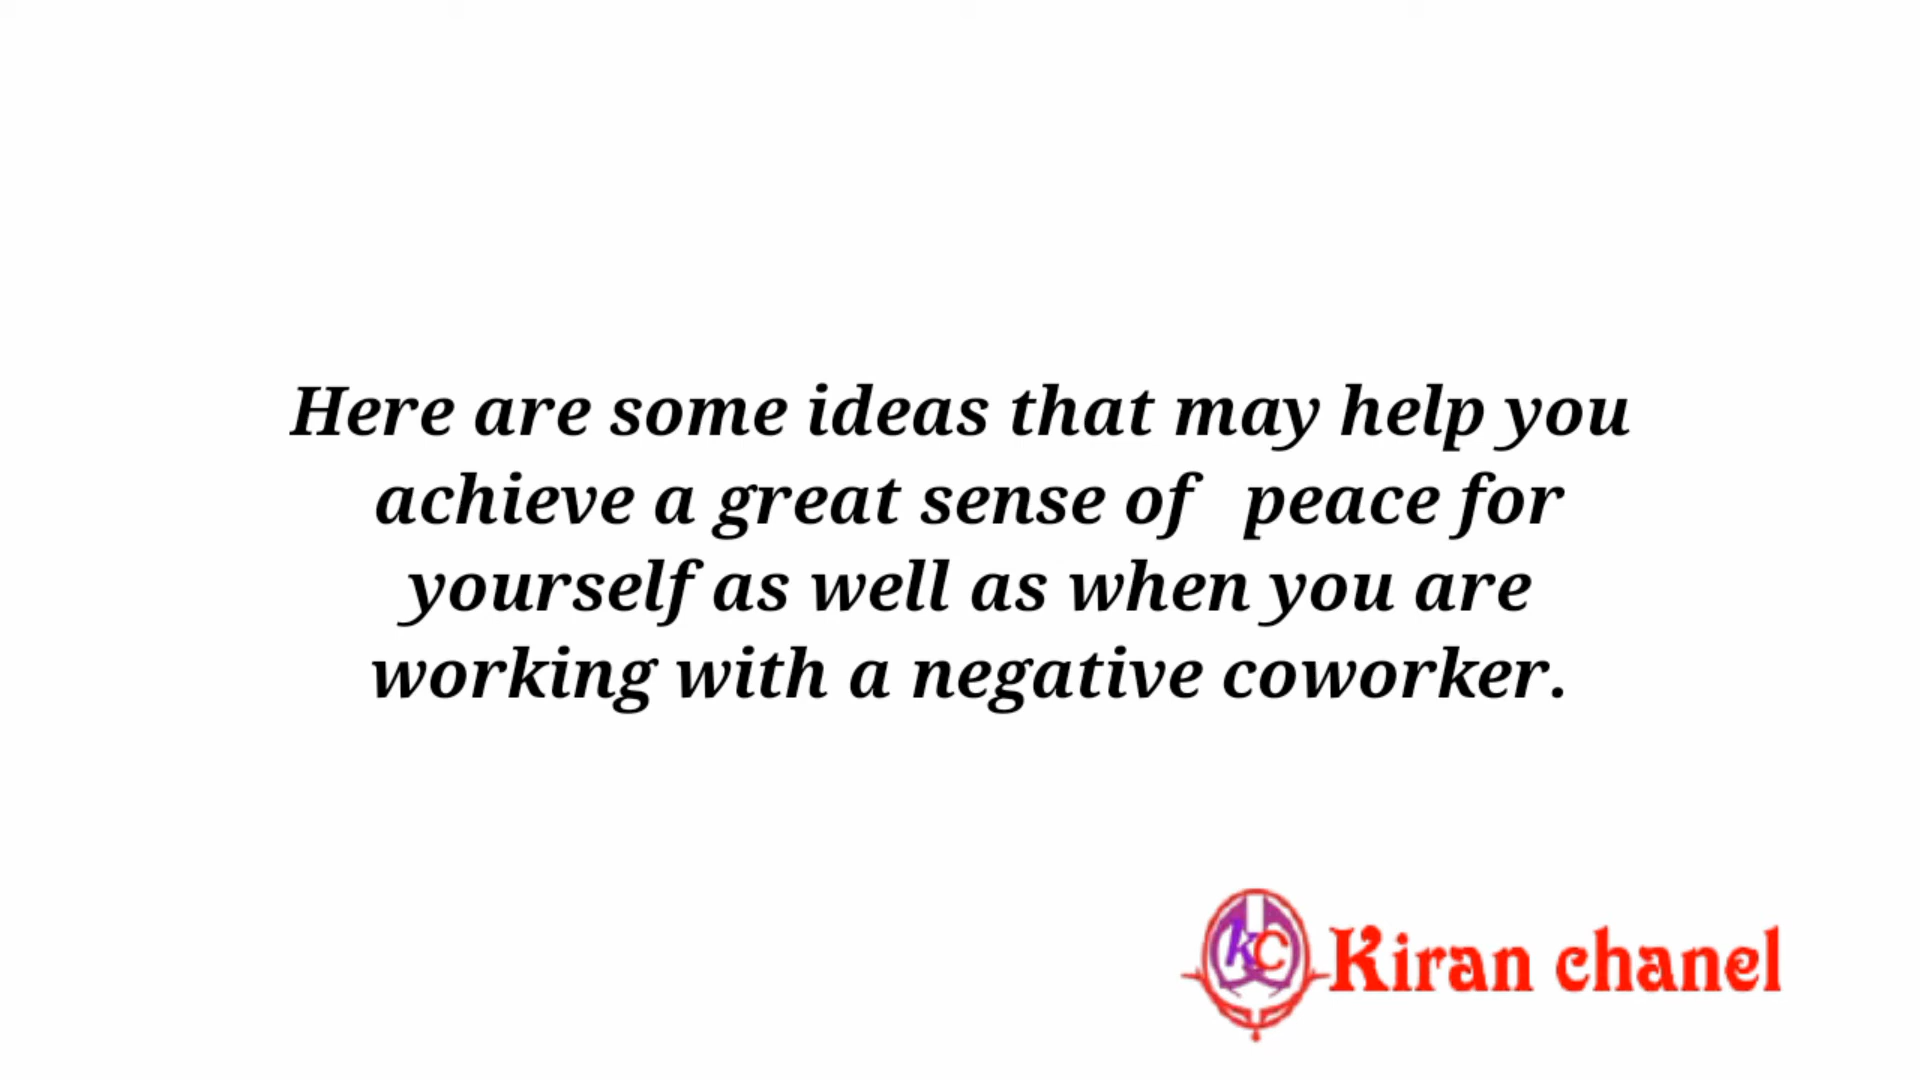 Here are some ideas that may help you
achieve a great sense of peace for
yourself as well as when you are
working with a negative coworker.
kc
Kiran chanel